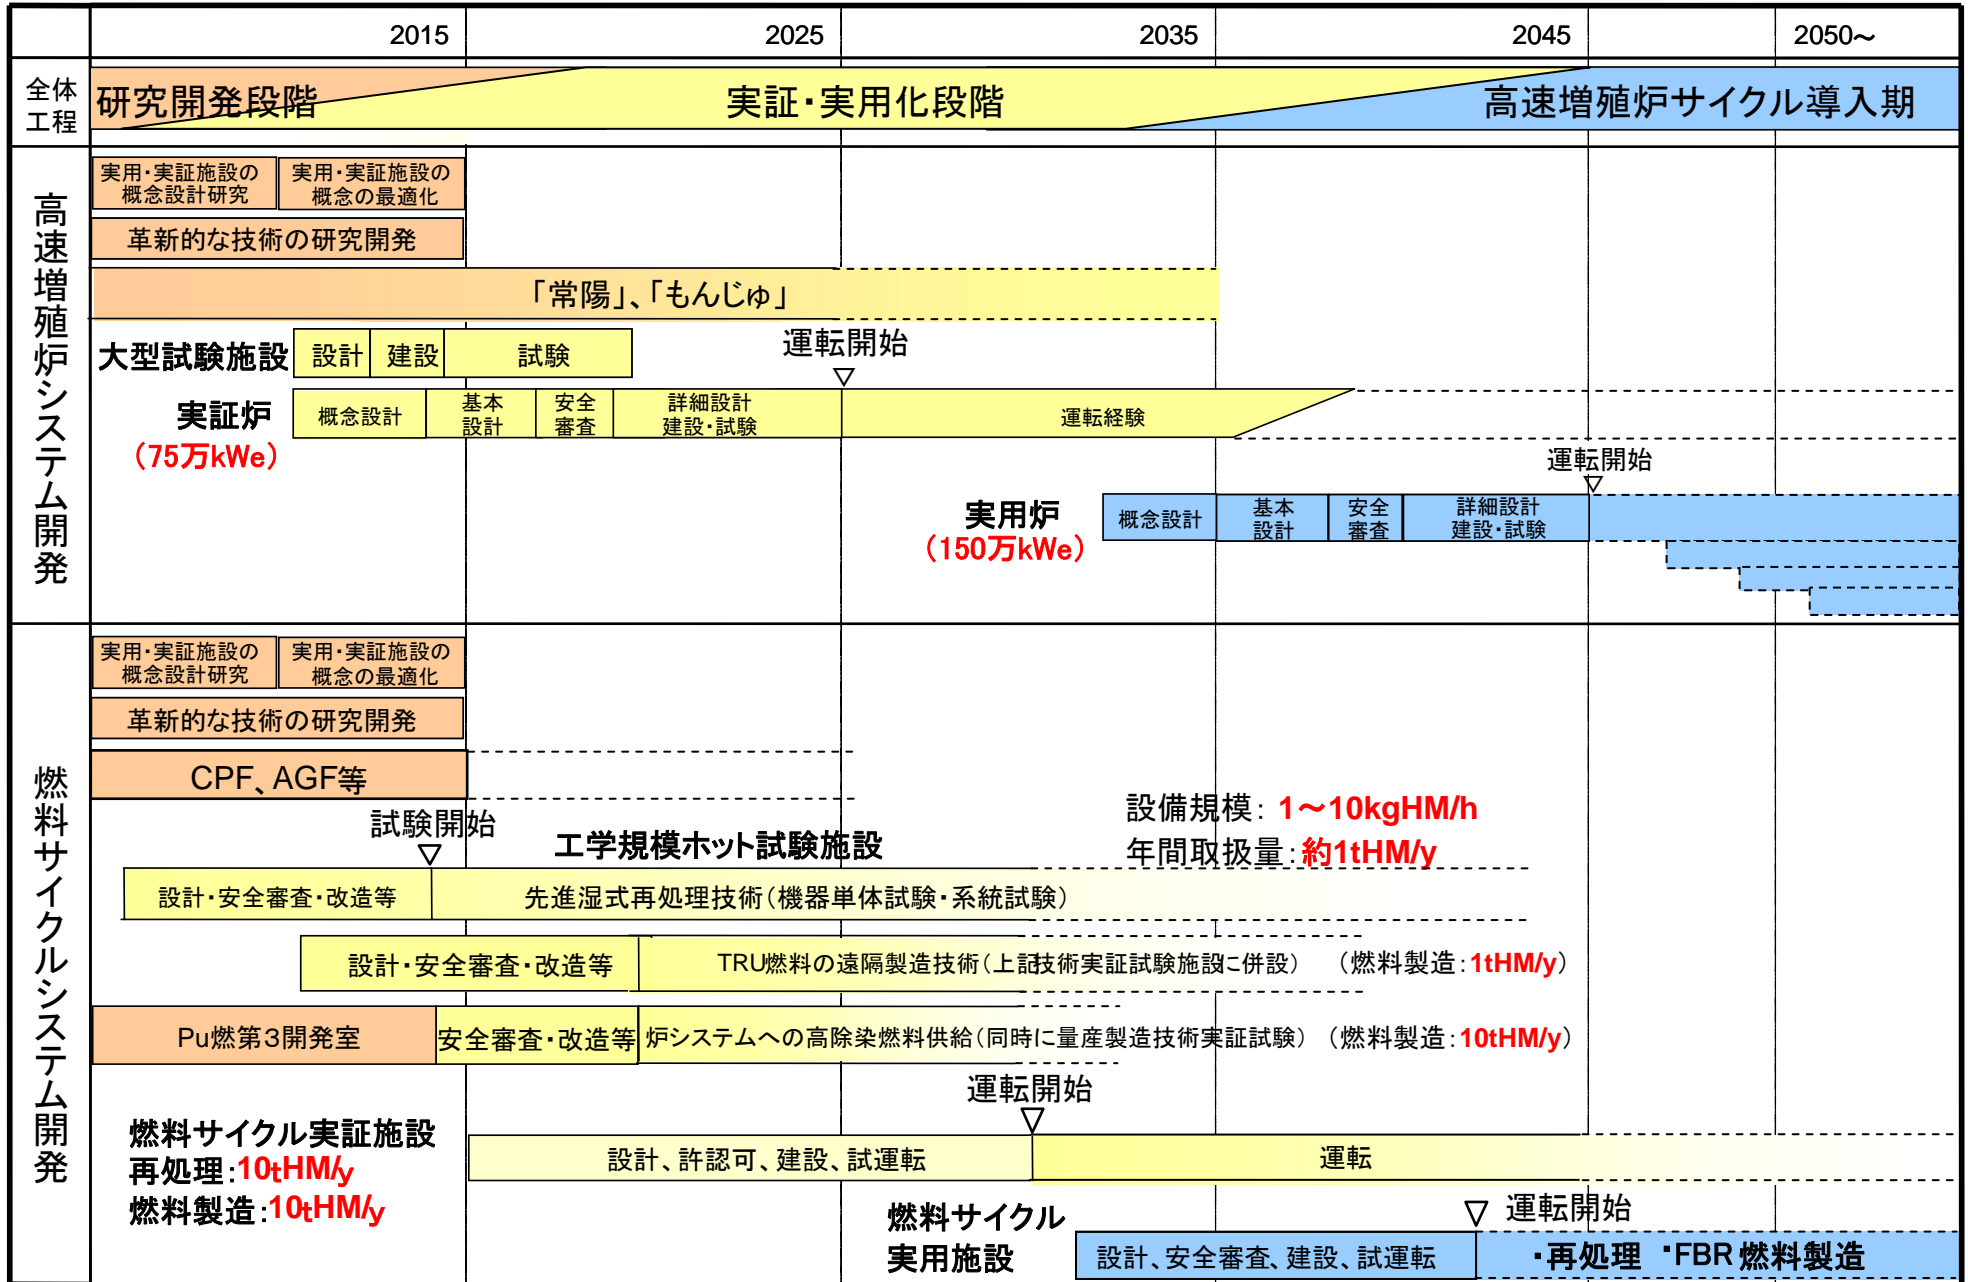 2015
2025
2035
2045
2050～
全体
工程
研究開発段階
実証・実用化段階
高速増殖炉サイクル導入期
高速増殖炉システム開発
実用・実証施設の
概念設計研究
実用・実証施設の
概念の最適化
革新的な技術の研究開発
「常陽」、「もんじゅ」
大型試験施設
設計
建設
試験
運転開始
実証炉
（75万kWe）
概念設計
基本
設計
安全
審査
詳細設計
建設・試験
運転経験
運転開始
実用炉
（150万kWe）
概念設計
基本
設計
安全
審査
詳細設計
建設・試験
燃料サイクルシステム開発
実用・実証施設の
概念設計研究
実用・実証施設の
概念の最適化
革新的な技術の研究開発
CPF、AGF等
試験開始
工学規模ホット試験施設
設備規模： 1～10kgHM/h
年間取扱量：約1tHM/y
設計・安全審査・改造等
先進湿式再処理技術（機器単体試験・系統試験）
設計・安全審査・改造等
TRU燃料の遠隔製造技術（上記技術実証試験施設に併設）
（燃料製造：1tHM/y）
Pu燃第３開発室
安全審査・改造等
炉システムへの高除染燃料供給（同時に量産製造技術実証試験）
（燃料製造：10tHM/y）
運転開始
燃料サイクル実証施設
再処理：10tHM/y
燃料製造：10tHM/y
設計、許認可、建設、試運転
運転
燃料サイクル
実用施設
運転開始
設計、安全審査、建設、試運転
・再処理 ・FBR 燃料製造